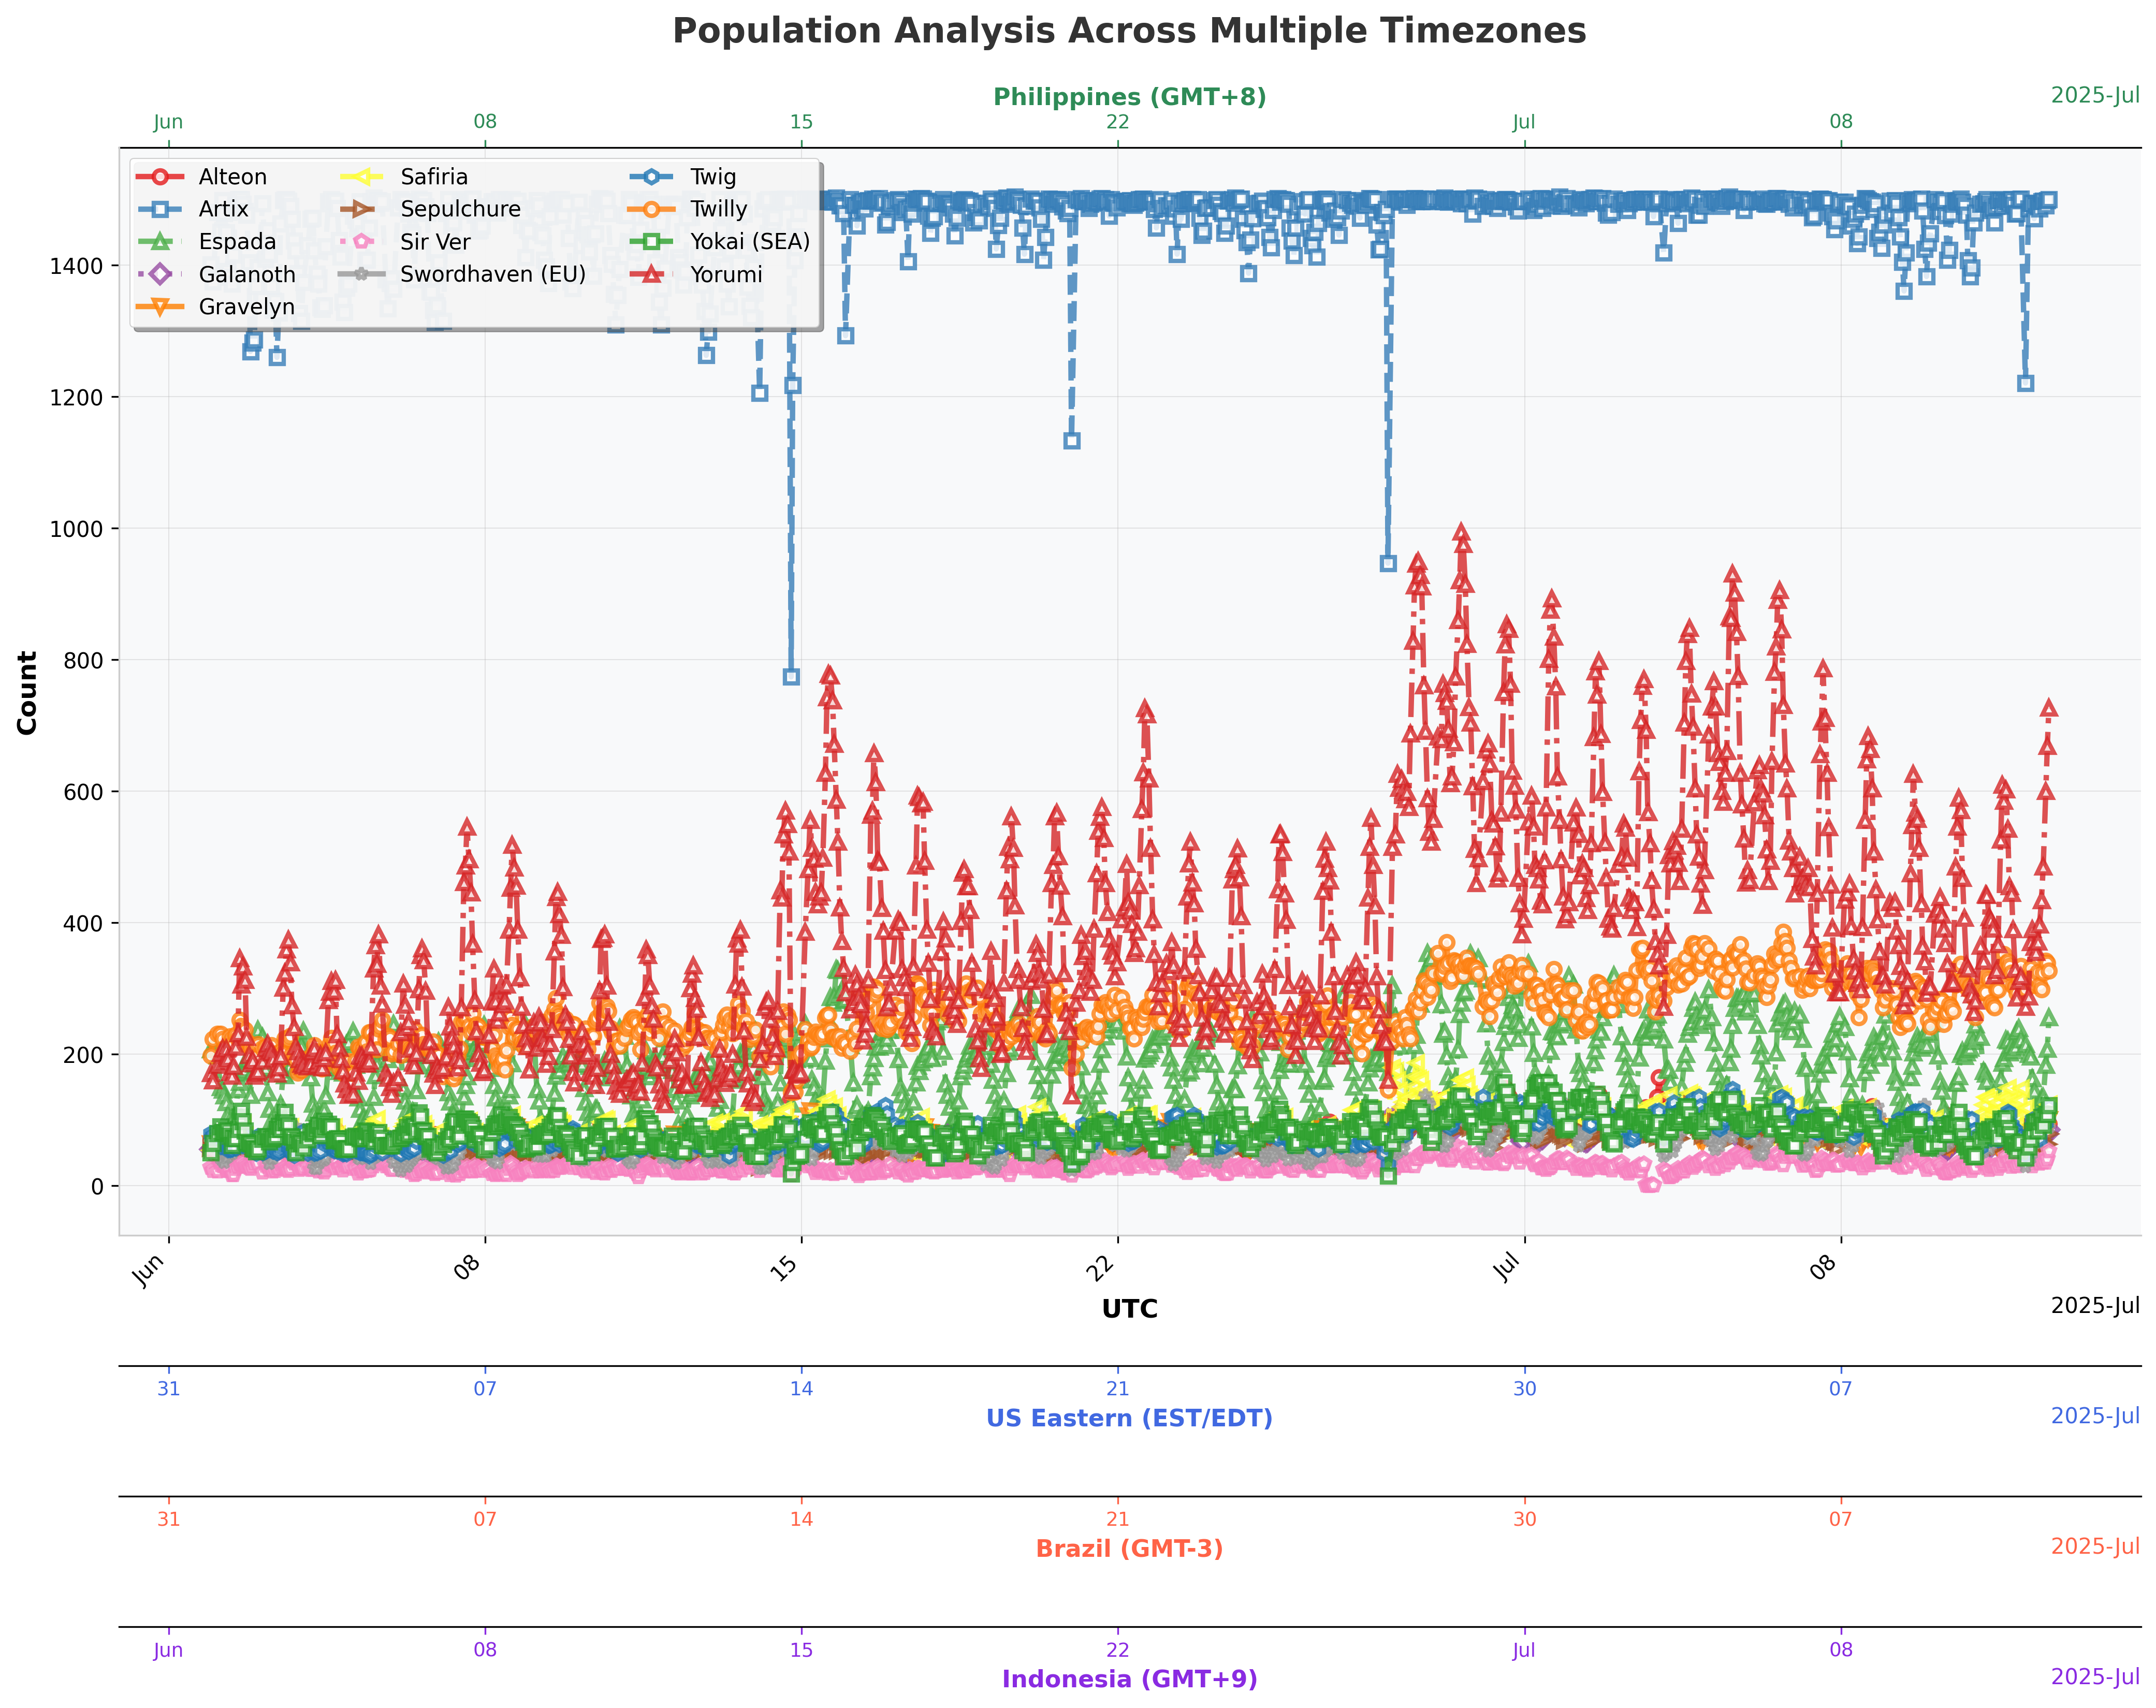 Population Analysis Across Multiple Timezones
Philippines (GMT+8)
2025-Jul
Jun 08 15 22 Jul 08
Alteon Safiria Twig
Artix Sepulchure Twilly
Espada Sir Ver Yokai (SEA)
Galanoth Swordhaven (EU) Yorumi
Gravelyn
Count
1400
1200
1000
800
600
400
200
0
Jun 08 15 22 Jul 08
UTC
2025-Jul
31 07 14 21 30 07
US Eastern (EST/EDT)
2025-Jul
31 07 14 21 30 07
Brazil (GMT-3)
2025-Jul
Jun 08 15 22 Jul 08
Indonesia (GMT+9)
2025-Jul